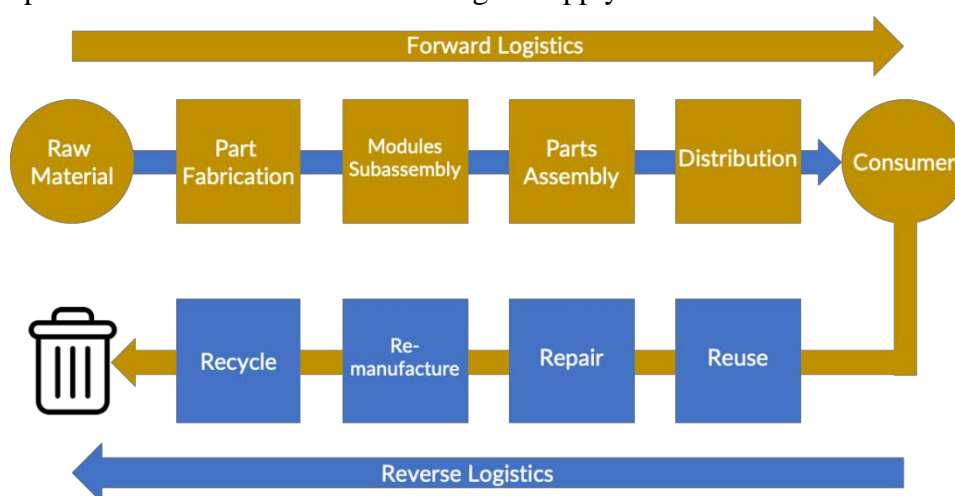 Forward Logistics
Raw
Material
Part
Fabrication
Modules
Subassembly
Parts
Assembly
Distribution
Consumer
Recycle
Re-
manufacture
Repair
Reuse
Reverse Logistics